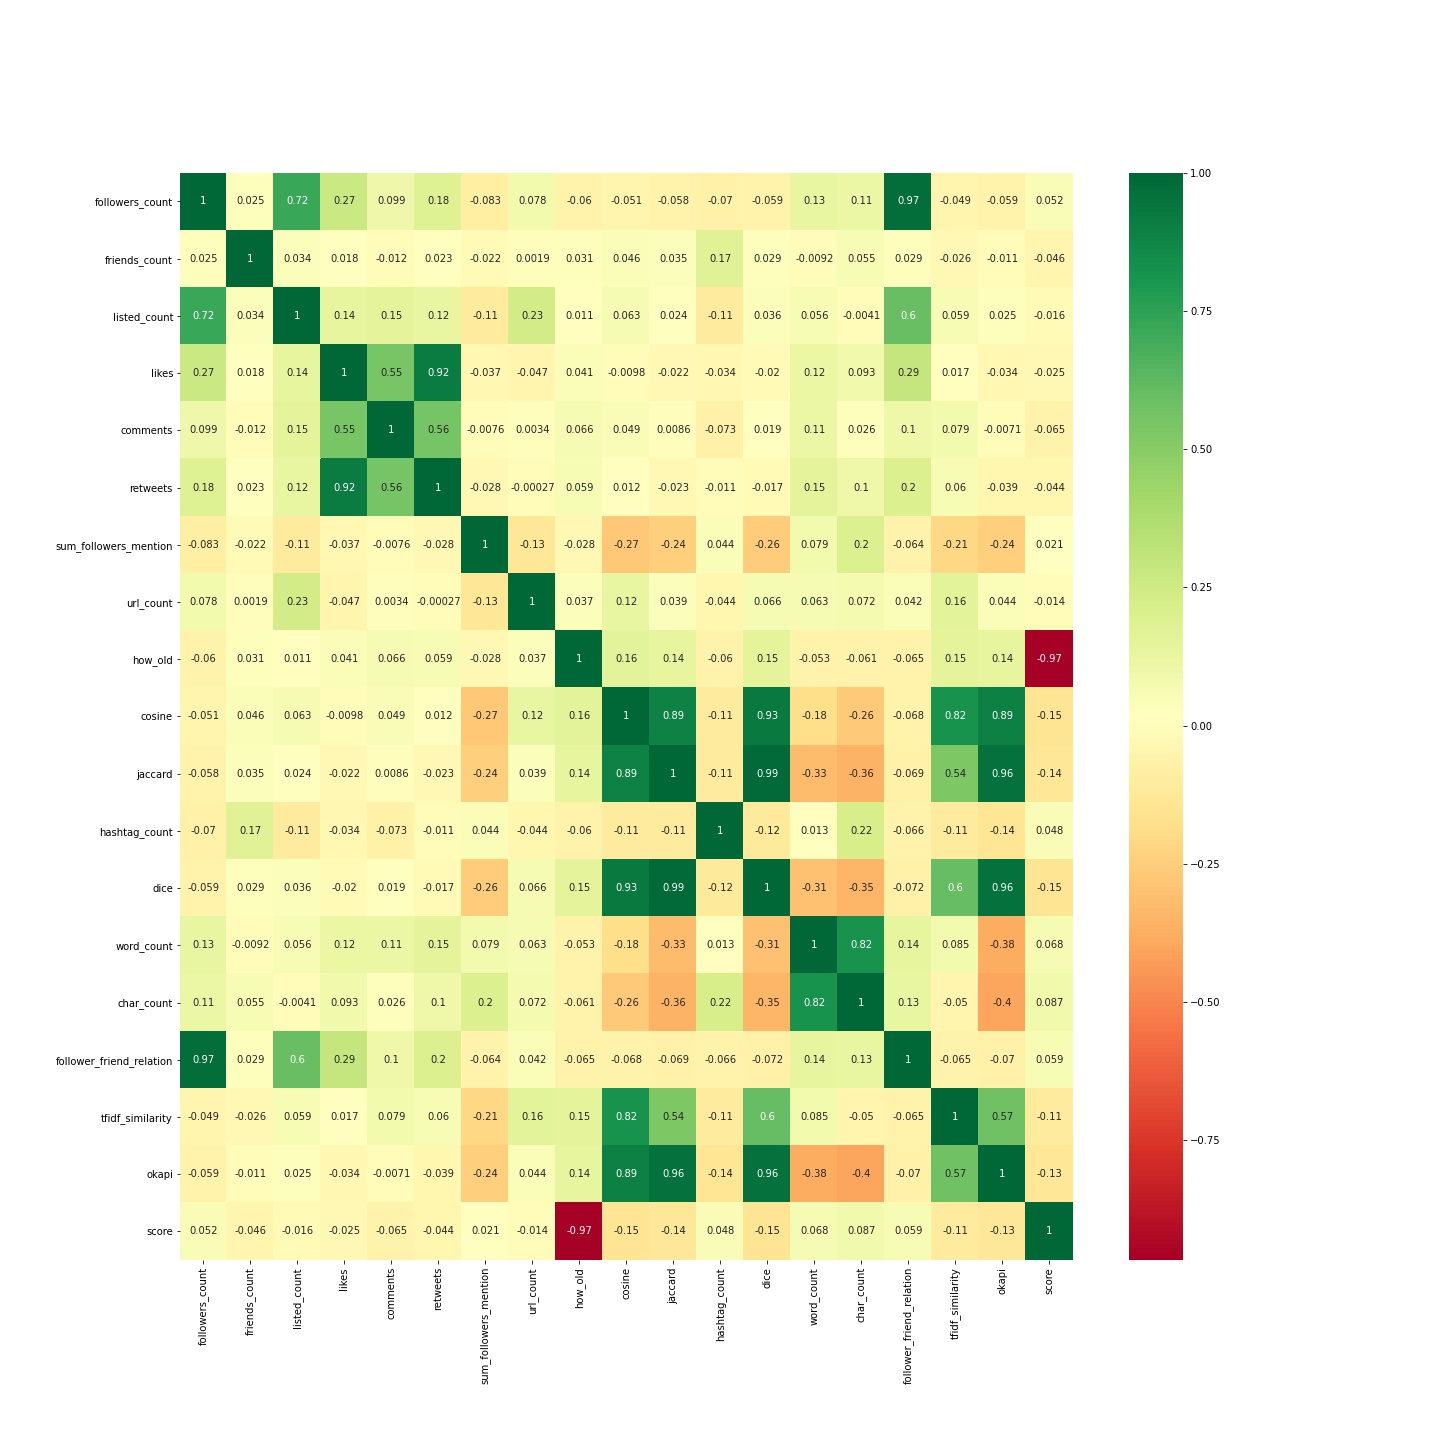 followers_count 1 0.025 0.72 0.27 0.099 0.18 -0.083 0.078 -0.06 -0.051 -0.058 -0.07 -0.059 0.13 0.11 0.97 -0.049 -0.059 0.052
friends_count 0.025 1 0.034 0.018 -0.012 0.023 -0.022 0.0019 0.031 0.046 0.035 0.17 0.029 -0.0092 0.055 0.029 -0.026 -0.011 -0.046
listed_count 0.72 0.034 1 0.14 0.15 0.12 -0.11 0.23 0.011 0.063 0.024 -0.11 0.036 0.056 -0.0041 0.6 0.059 0.025 -0.016
likes 0.27 0.018 0.14 1 0.55 0.92 -0.037 -0.047 0.041 -0.0098 -0.022 -0.034 -0.02 0.12 0.093 0.29 0.017 -0.034 -0.025
comments 0.099 -0.012 0.15 0.55 1 0.56 -0.0076 0.0034 0.066 0.049 0.0086 -0.073 0.019 0.11 0.026 0.1 0.079 -0.0071 -0.065
retweets 0.18 0.023 0.12 0.92 0.56 1 -0.028 -0.00027 0.059 0.012 -0.023 -0.011 -0.017 0.15 0.1 0.2 0.06 -0.039 -0.044
sum_followers_mention -0.083 -0.022 -0.11 -0.037 -0.0076 -0.028 1 -0.13 -0.028 -0.27 -0.24 0.044 -0.26 0.079 0.2 -0.064 -0.21 -0.24 0.021
url_count 0.078 0.0019 0.23 -0.047 0.0034 -0.00027 -0.13 1 0.037 0.12 0.039 -0.044 0.066 0.063 0.072 0.042 0.16 0.044 -0.014
how_old -0.06 0.031 0.011 0.041 0.066 0.059 -0.028 0.037 1 0.16 0.14 -0.06 0.15 -0.053 -0.061 -0.065 0.15 0.14 -0.97
cosine -0.051 0.046 0.063 -0.0098 0.049 0.012 -0.27 0.12 0.16 1 0.89 -0.11 0.93 -0.18 -0.26 -0.068 0.82 0.89 -0.15
jaccard -0.058 0.035 0.024 -0.022 0.0086 -0.023 -0.24 0.039 0.14 0.89 1 -0.11 0.99 -0.33 -0.36 -0.069 0.54 0.96 -0.14
hashtag_count -0.07 0.17 -0.11 -0.034 -0.073 -0.011 0.044 -0.044 -0.06 -0.11 -0.11 1 -0.12 0.013 0.22 -0.066 -0.11 -0.14 0.048
dice -0.059 0.029 0.036 -0.02 0.019 -0.017 -0.26 0.066 0.15 0.93 0.99 -0.12 1 -0.31 -0.35 -0.072 0.6 0.96 -0.15
word_count 0.13 -0.0092 0.056 0.12 0.11 0.15 0.079 0.063 -0.053 -0.18 -0.33 0.013 -0.31 1 0.82 0.14 0.085 -0.38 0.068
char_count 0.11 0.055 -0.0041 0.093 0.026 0.1 0.2 0.072 -0.061 -0.26 -0.36 0.22 -0.35 0.82 1 0.13 -0.05 -0.4 0.087
follower_friend_relation 0.97 0.029 0.6 0.29 0.1 0.2 -0.064 0.042 -0.065 -0.068 -0.069 -0.066 -0.072 0.14 0.13 1 -0.065 -0.07 0.059
tfidf_similarity -0.049 -0.026 0.059 0.017 0.079 0.06 -0.21 0.16 0.15 0.82 0.54 -0.11 0.6 0.085 -0.05 -0.065 1 0.57 -0.11
okapi -0.059 -0.011 0.025 -0.034 -0.0071 -0.039 -0.24 0.044 0.14 0.89 0.96 -0.14 0.96 -0.38 -0.4 -0.07 0.57 1 -0.13
score 0.052 -0.046 -0.016 -0.025 -0.065 -0.044 0.021 -0.014 -0.97 -0.15 -0.14 0.048 -0.15 0.068 0.087 0.059 -0.11 -0.13 1
followers_count friends_count listed_count likes comments retweets sum_followers_mention url_count how_old cosine jaccard hashtag_count dice word_count char_count follower_friend_relation tfidf_similarity okapi score
1.00
0.75
0.50
0.25
0.00
−0.25
−0.50
−0.75